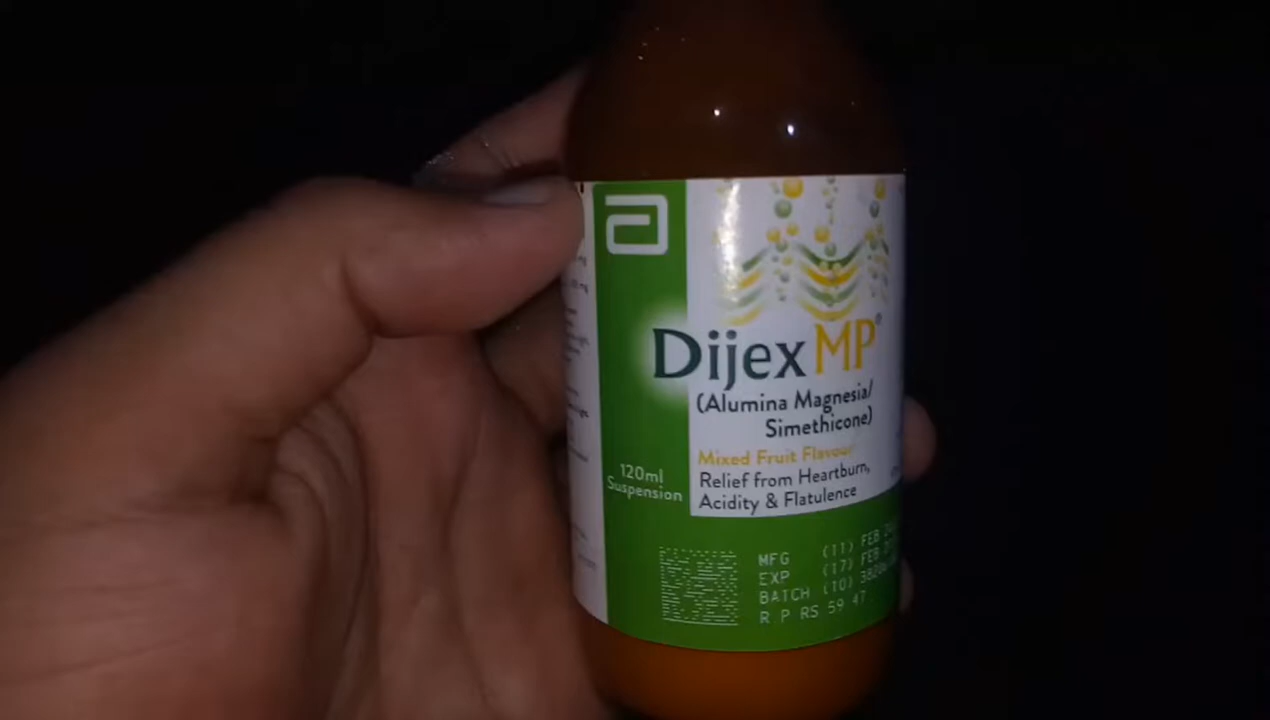 Dijex MP
(Alumina Magnesia/
Simethicone)
Mixed Fruit Flavour
Relief from Heartburn,
Acidity & Flatulence
120ml
Suspension
MFG (11) FEB
EXP (17) FEB
BATCH (10)
R.P RS 59 47